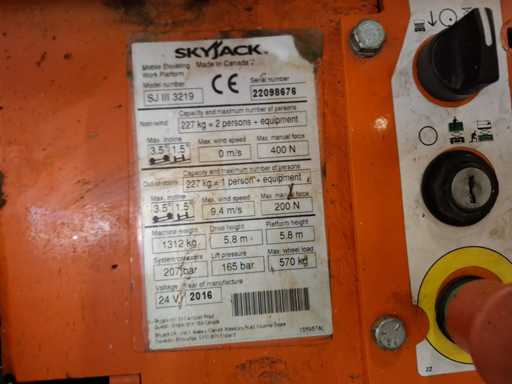 SKYJACK
Mobile Elevating Made in Canada
Work Platform
CE
Model number Serial number
SJ III 3219 22098676
Capacity and maximum number of persons
227 kg = 2 persons + equipment
Max. incline Max. wind speed Max. manual force
3.5° 1.5° 0 m/s 400 N
Capacity and maximum number of persons
227 kg = 1 person + equipment
Max. incline Max. wind speed Max. manual force
3.5° 1.5° 9.4 m/s 200 N
Machine weight Drive height Platform height
1312 kg 5.8 m 5.8 m
System pressure Lift pressure Max. wheel load
207 bar 165 bar 570 kg
Voltage Year of manufacture
24 V 2016